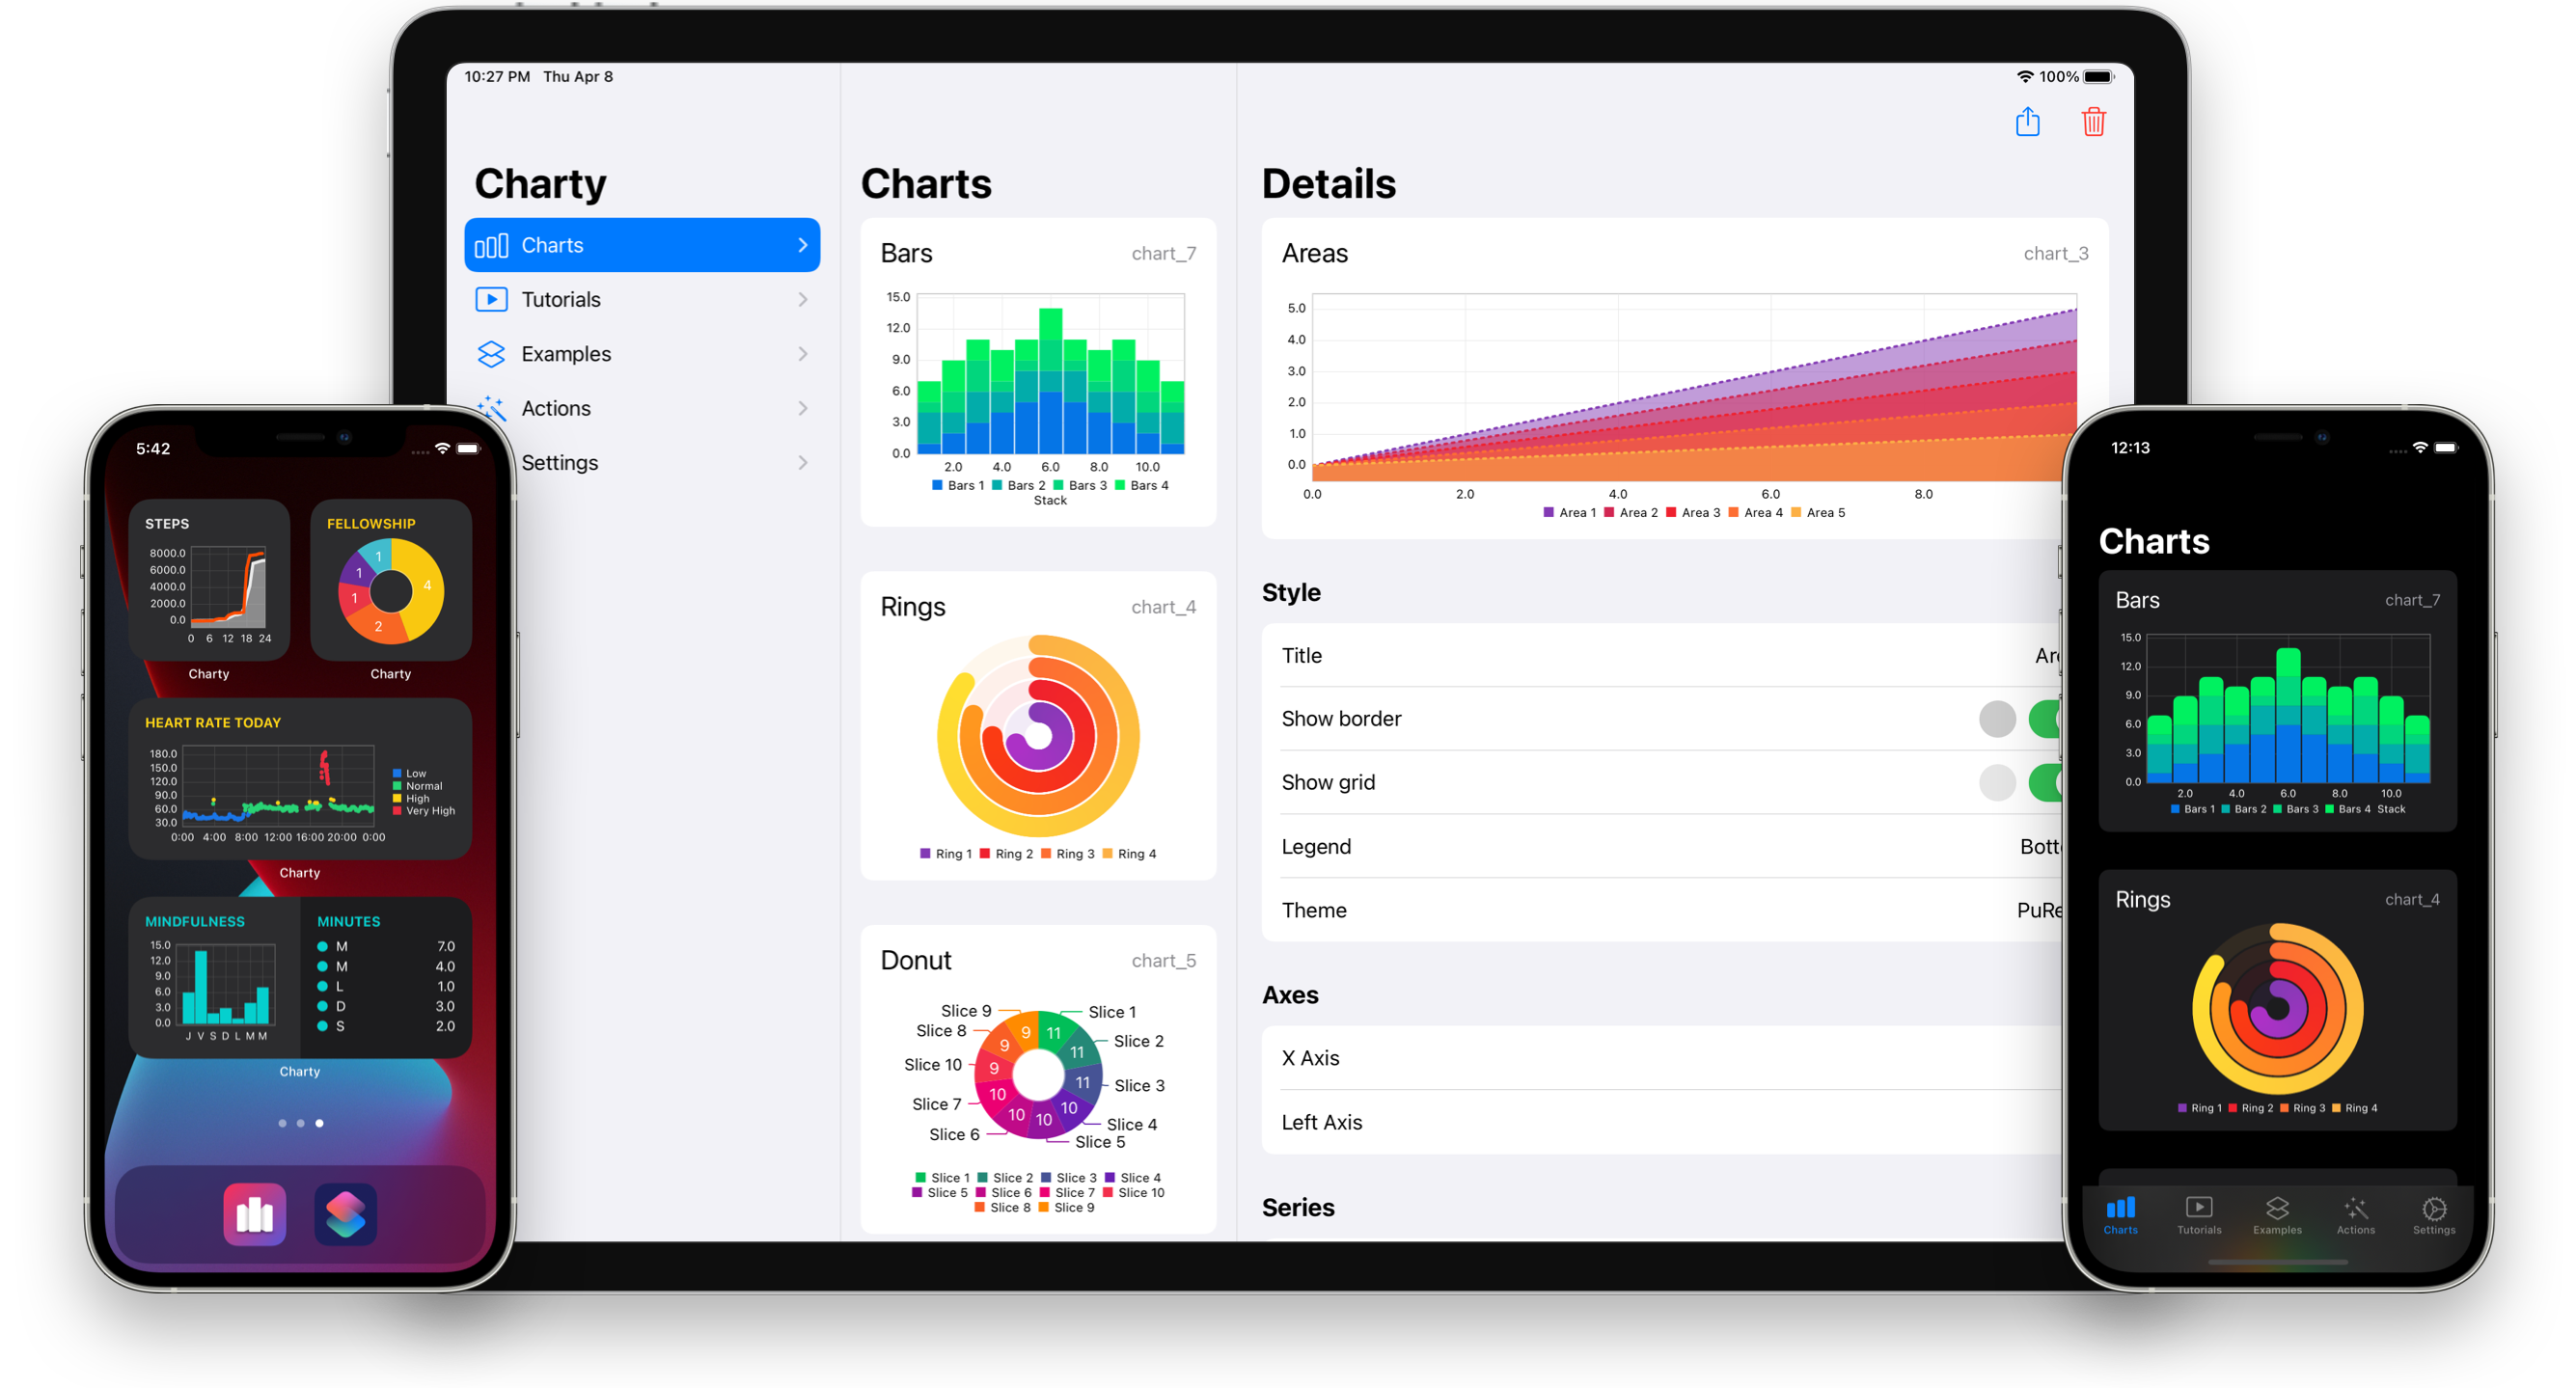 10:27 PM Thu Apr 8
100%
Charty
Charts
Tutorials
Examples
Actions
Settings
Charts
Bars chart_7
15.0
12.0
9.0
6.0
3.0
0.0
2.0 4.0 6.0 8.0 10.0
Bars 1 Bars 2 Bars 3 Bars 4
Stack
Rings chart_4
Ring 1 Ring 2 Ring 3 Ring 4
Donut chart_5
Slice 9 Slice 1
Slice 8 9 11 Slice 2
9 11
Slice 10 9 11 Slice 3
Slice 7 10 10 Slice 4
10 10
Slice 6 Slice 5
Slice 1 Slice 2 Slice 3 Slice 4
Slice 5 Slice 6 Slice 7 Slice 10
Slice 8 Slice 9
Details
Areas chart_3
5.0
4.0
3.0
2.0
1.0
0.0
0.0 2.0 4.0 6.0 8.0
Area 1 Area 2 Area 3 Area 4 Area 5
Style
Title
Show border
Show grid
Legend
Theme
Axes
X Axis
Left Axis
Series
5:42
STEPS
8000.0
6000.0
4000.0
2000.0
0.0
0 6 12 18 24
Charty
FELLOWSHIP
1
1 4
1
2
Charty
HEART RATE TODAY
180.0
150.0
120.0
90.0
60.0
30.0
0:00 4:00 8:00 12:00 16:00 20:00 0:00
Low
Normal
High
Very High
Charty
MINDFULNESS
15.0
12.0
9.0
6.0
3.0
0.0
J V S D L M M
MINUTES
M 7.0
M 4.0
L 1.0
D 3.0
S 2.0
Charty
12:13
Charts
Bars chart_7
15.0
12.0
9.0
6.0
3.0
0.0
2.0 4.0 6.0 8.0 10.0
Bars 1 Bars 2 Bars 3 Bars 4 Stack
Rings chart_4
Ring 1 Ring 2 Ring 3 Ring 4
Charts Tutorials Examples Actions Settings